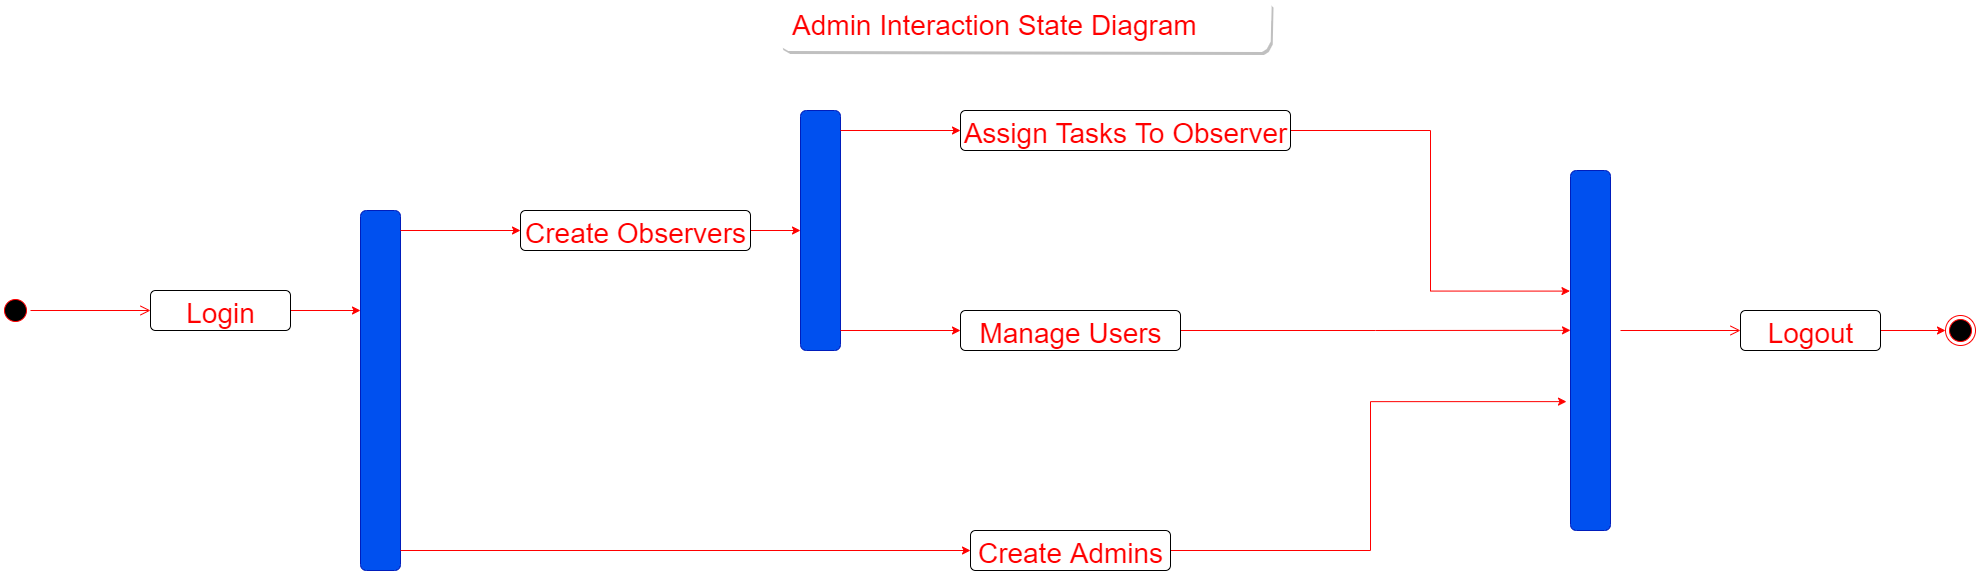 Admin Interaction State Diagram
Assign Tasks To Observer
Create Observers
Login
Manage Users
Logout
Create Admins